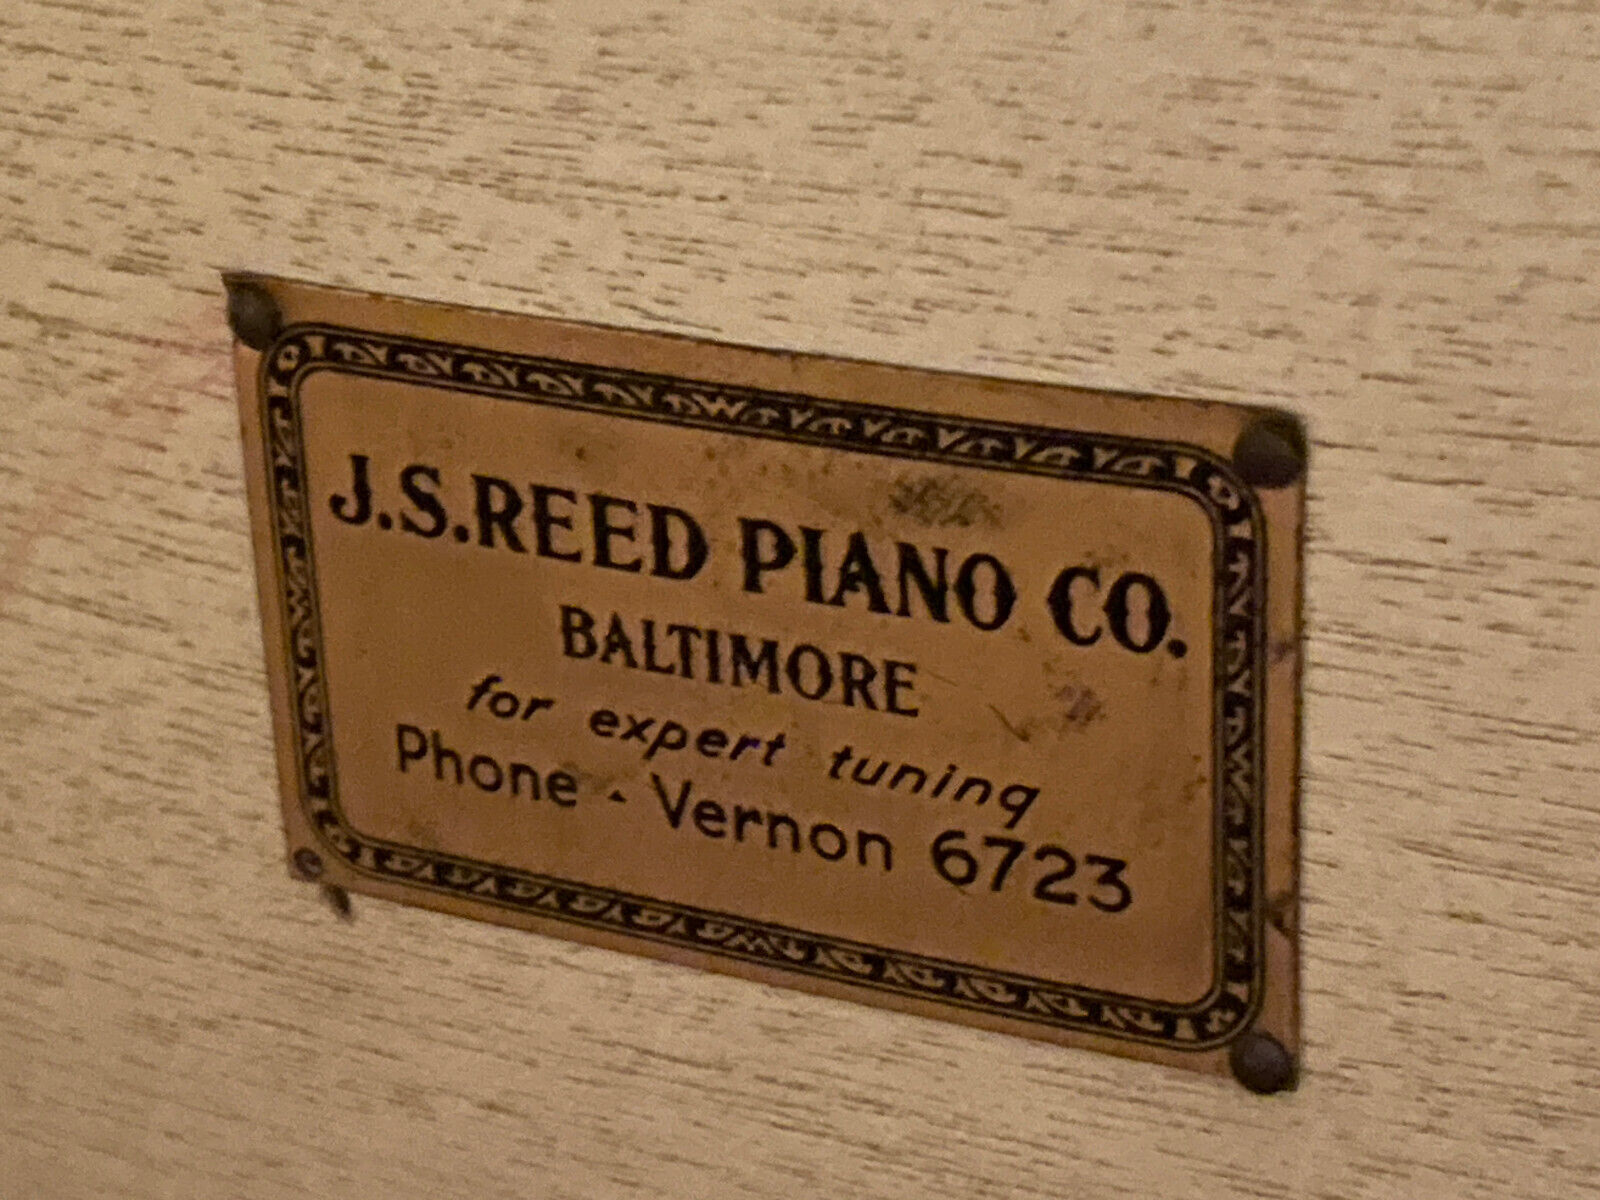 J.S.REED PIANO CO.
BALTIMORE
for expert tuning
Phone - Vernon 6723